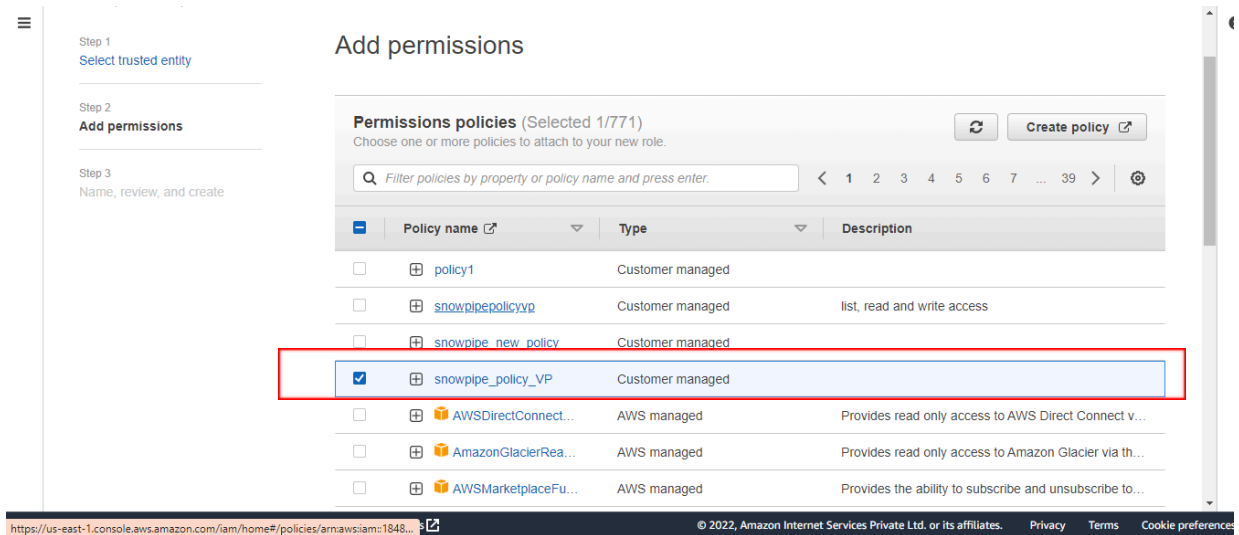 Step 1
Select trusted entity
Step 2
Add permissions
Step 3
Name, review, and create
Add permissions
Permissions policies (Selected 1/771)
Choose one or more policies to attach to your new role.
Create policy
Filter policies by property or policy name and press enter.
1 2 3 4 5 6 7 ... 39
Policy name Type Description
policy1 Customer managed
snowpipepolicyvp Customer managed list, read and write access
snowpipe_new_policy Customer managed
snowpipe_policy_VP Customer managed
AWSDirectConnect... AWS managed Provides read only access to AWS Direct Connect v...
AmazonGlacierRea... AWS managed Provides read only access to Amazon Glacier via th...
AWSMarketplaceFu... AWS managed Provides the ability to subscribe and unsubscribe to...
https://us-east-1.console.aws.amazon.com/iam/home#/policies/arn:aws:iam::1848... s © 2022, Amazon Internet Services Private Ltd. or its affiliates. Privacy Terms Cookie preferences